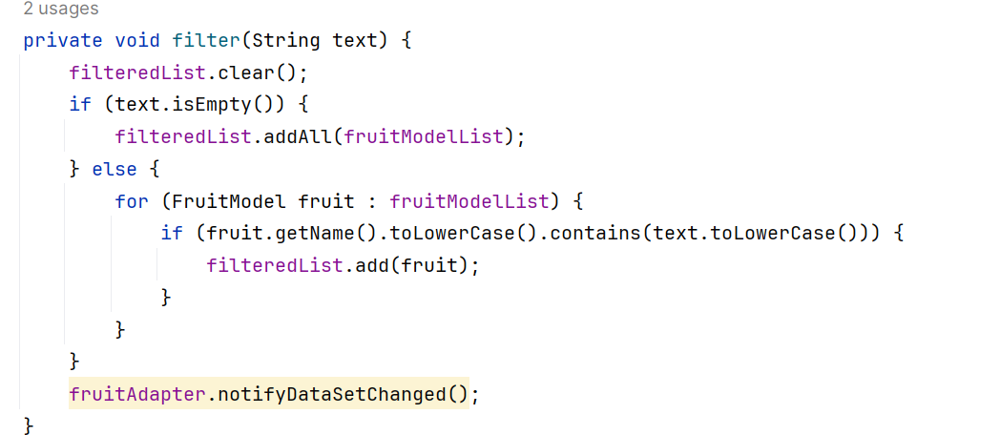 2 usages
private void filter(String text) {
    filteredList.clear();
    if (text.isEmpty()) {
        filteredList.addAll(fruitModelList);
    } else {
        for (FruitModel fruit : fruitModelList) {
            if (fruit.getName().toLowerCase().contains(text.toLowerCase())) {
                filteredList.add(fruit);
            }
        }
    }
    fruitAdapter.notifyDataSetChanged();
}